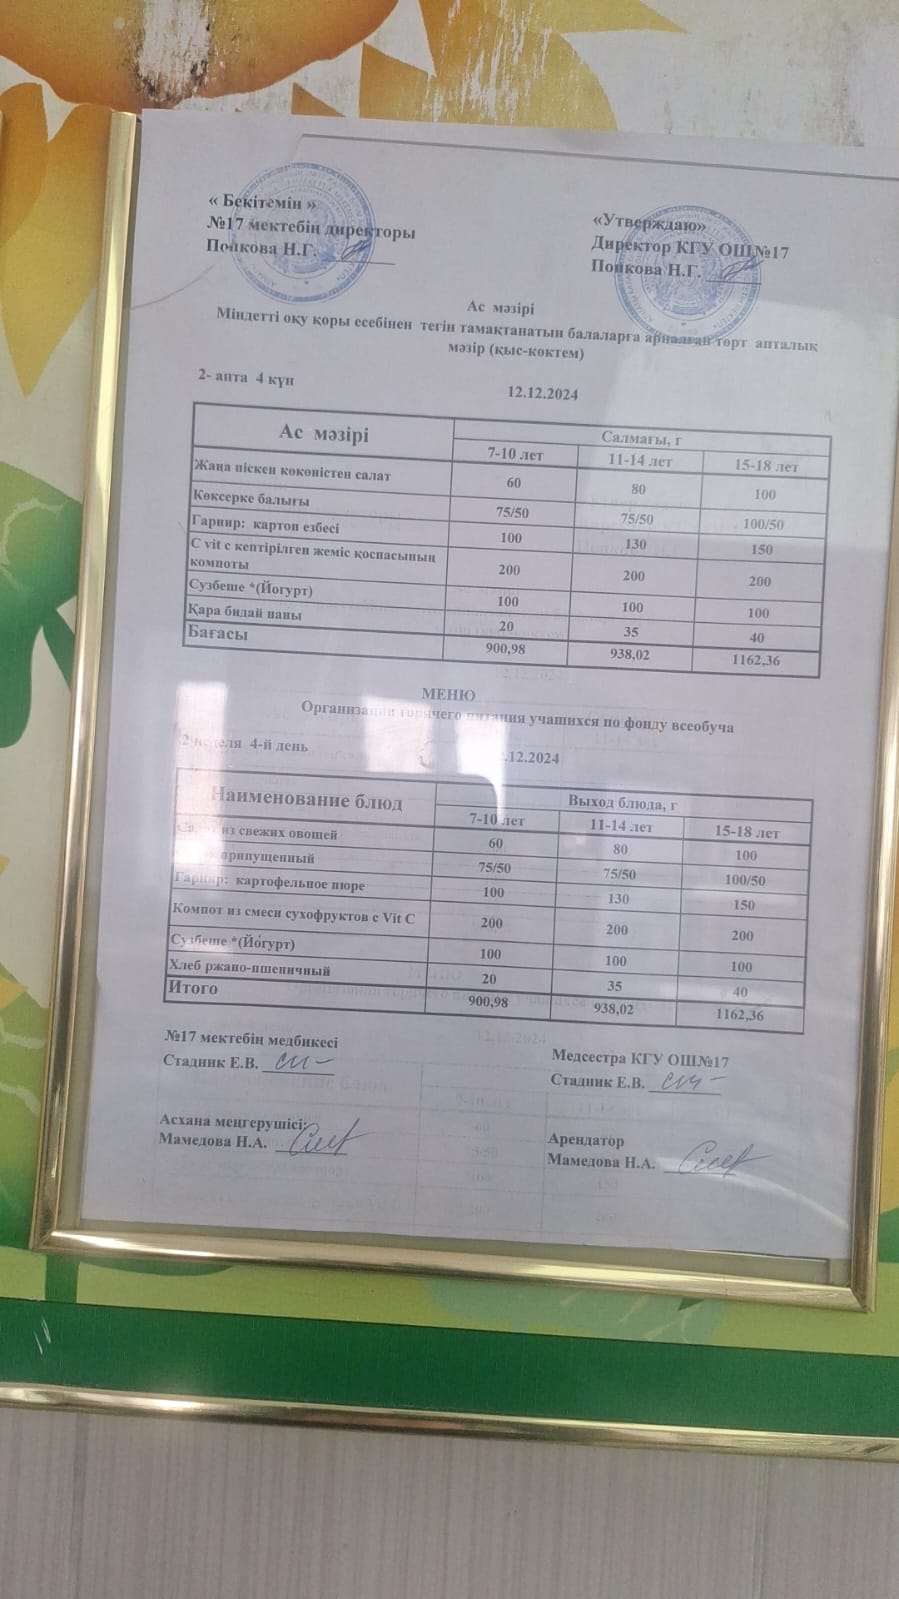 « Бекітемін »
№17 мектебің директоры
Попкова Н.Г.
«Утверждаю»
Директор КГУ ОШ№17
Попкова Н.Г.
Ас мәзірі
Міндетті оқу қоры есебінен тегін тамақтанатын балаларға арналған төрт апталық
мәзір (қыс-көктем)
2- апта 4 күн 12.12.2024
Ас мәзірі Салмағы, г
7-10 лет 11-14 лет 15-18 лет
Жаңа піскен көкөністен салат 60 80 100
Көксерке балығы 75/50 75/50 100/50
Гарнир: картоп езбесі 100 130 150
С vit с кептірілген жеміс қоспасының
компоты 200 200 200
Сузбеше *(Йогурт) 100 100 100
Қара бидай наны 20 35 40
Бағасы 900,98 938,02 1162,36
МЕНЮ
Организации горячего питания учашихся по фонду всеобуча
2 неделя 4-й день .12.2024
Наименование блюд Выход блюда, г
7-10 лет 11-14 лет 15-18 лет
Салат из свежих овощей 60 80 100
припущенный 75/50 75/50 100/50
Гарнир: картофельное пюре 100 130 150
Компот из смеси сухофруктов с Vit C 200 200 200
Сузбеше *(Йогурт) 100 100 100
Хлеб ржано-пшеничный 20 35 40
Итого 900,98 938,02 1162,36
№17 мектебің медбикесі
Стадник Е.В.
Медсестра КГУ ОШ№17
Стадник Е.В.
Асхана меңгерушісі:
Мамедова Н.А.
Арендатор
Мамедова Н.А.